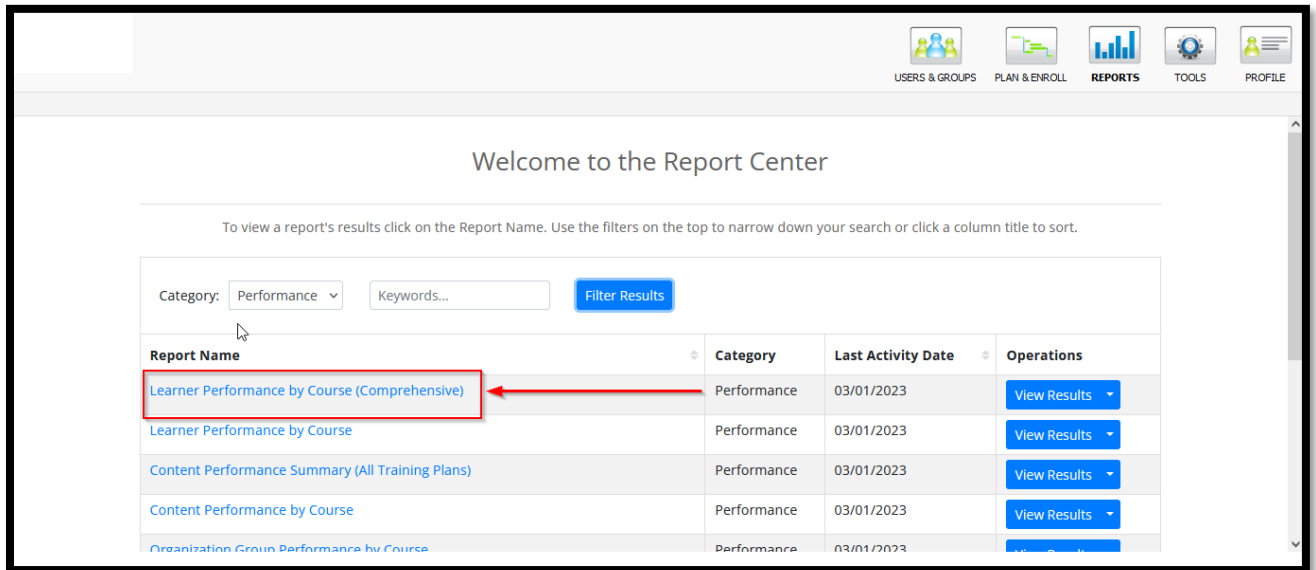 USERS & GROUPS PLAN & ENROLL REPORTS TOOLS PROFILE
Welcome to the Report Center
To view a report's results click on the Report Name. Use the filters on the top to narrow down your search or click a column title to sort.
Category: Performance Keywords... Filter Results
Report Name Category Last Activity Date Operations
Learner Performance by Course (Comprehensive) Performance 03/01/2023 View Results
Learner Performance by Course Performance 03/01/2023 View Results
Content Performance Summary (All Training Plans) Performance 03/01/2023 View Results
Content Performance by Course Performance 03/01/2023 View Results
Organization Group Performance by Course Performance 03/01/2023